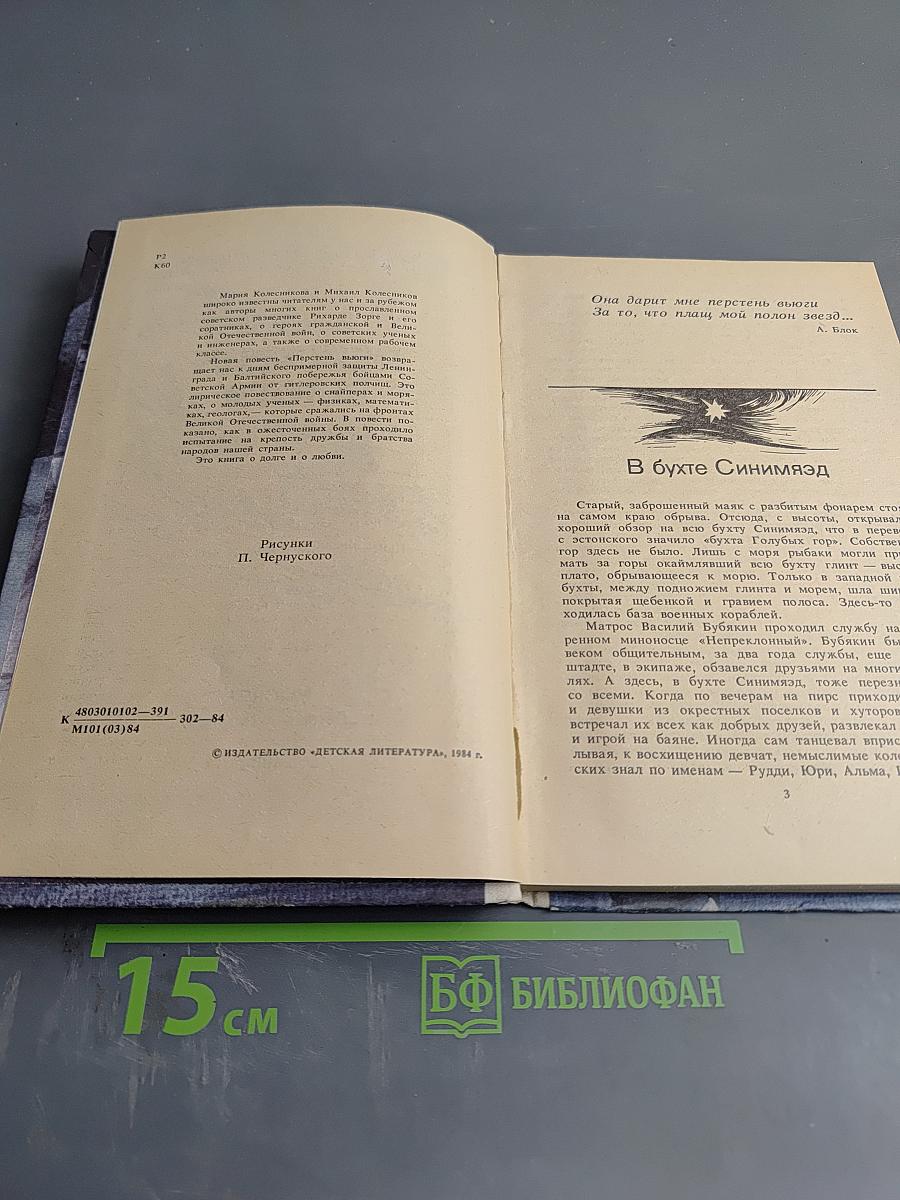 Р2
К60
Мария Колесникова и Михаил Колесников
широко известны читателям у нас и за рубежом
как авторы многих книг о прославленном
советском разведчике Рихарде Зорге и его
соратниках, о героях гражданской и Вели-
кой Отечественной войн, о советских ученых
и инженерах, а также о современном рабочем
классе.
Новая повесть «Перстень вьюги» возвра-
щает нас к дням беспримерной защиты Ленин-
града и Балтийского побережья бойцами Со-
ветской Армии от гитлеровских полчищ. Это
лирическое повествование о снайперах и моря-
ках, о молодых ученых — физиках, математи-
ках, геологах,— которые сражались на фронтах
Великой Отечественной войны. В повести по-
казано, как в ожесточенных боях проходило
испытание на крепость дружбы и братства
народов нашей страны.
Это книга о долге и о любви.
Рисунки
П. Чернуского
К 4803010102—391 302—84
М101(03)84
© ИЗДАТЕЛЬСТВО «ДЕТСКАЯ ЛИТЕРАТУРА», 1984 г.
Она дарит мне перстень вьюги
За то, что плащ мой полон звезд...
А. Блок
В бухте Синимяэд
Старый, заброшенный маяк с разбитым фонарем стоя
на самом краю обрыва. Отсюда, с высоты, открывал
хороший обзор на всю бухту Синимяэд, что в перево
с эстонского значило «бухта Голубых гор». Собствен
гор здесь не было. Лишь с моря рыбаки могли при
мать за горы окаймлявший всю бухту глинт — выс
плато, обрывающееся к морю. Только в западной
бухты, между подножием глинта и морем, шла ши
покрытая щебенкой и гравием полоса. Здесь-то
ходилась база военных кораблей.
Матрос Василий Бубякин проходил службу на
ренном миноносце «Непреклонный». Бубякин бы
веком общительным, за два года службы, еще
штадте, в экипаже, обзавелся друзьями на многи
лях. А здесь, в бухте Синимяэд, тоже перезн
со всеми. Когда по вечерам на пирс приходи
и девушки из окрестных поселков и хуторов
встречал их всех как добрых друзей, развлекал
и игрой на баяне. Иногда сам танцевал вприс
лывая, к восхищению девчат, немыслимые коле
ских знал по именам — Рудди, Юри, Альма,
3
15 см
БФ БИБЛИОФАН